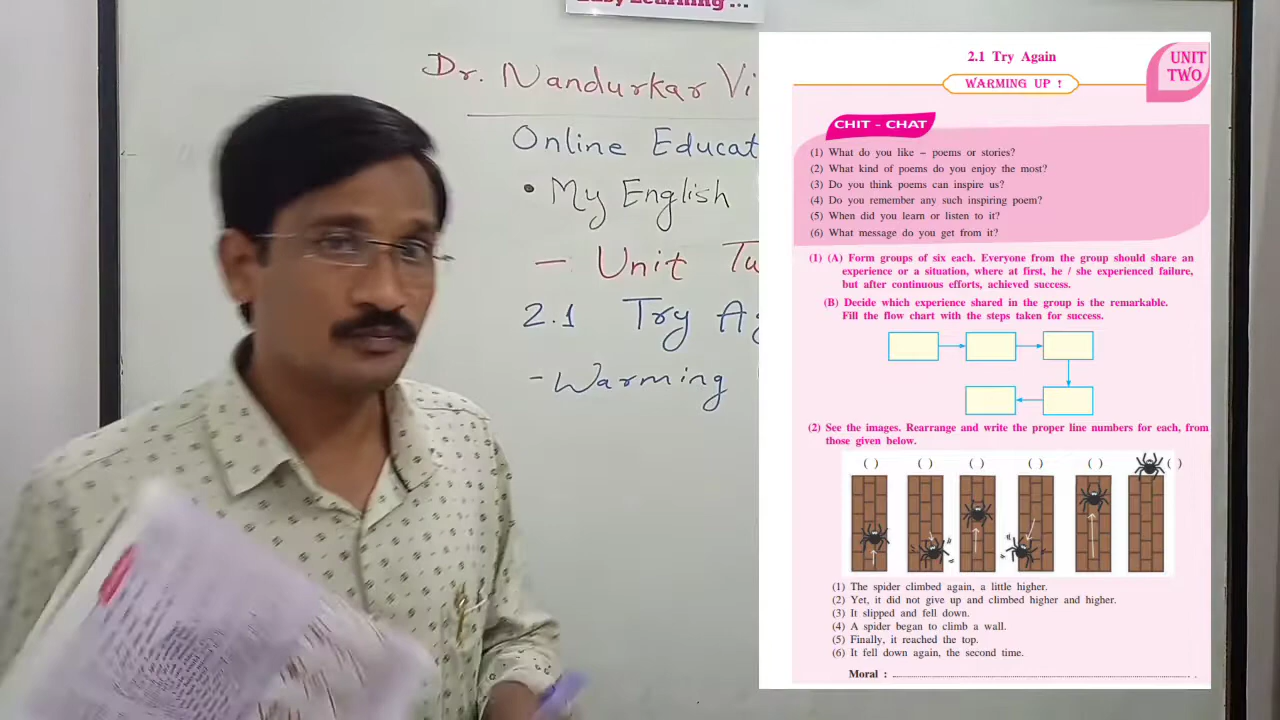 Easy Learning ...
Dr. Nandurkar Vi
Online Educat
• My English
– Unit Tw
2.1 Try Ag
- Warming
2.1 Try Again
UNIT
TWO
WARMING UP !
CHIT - CHAT
(1) What do you like – poems or stories?
(2) What kind of poems do you enjoy the most?
(3) Do you think poems can inspire us?
(4) Do you remember any such inspiring poem?
(5) When did you learn or listen to it?
(6) What message do you get from it?
(1) (A) Form groups of six each. Everyone from the group should share an
experience or a situation, where at first, he / she experienced failure,
but after continuous efforts, achieved success.
(B) Decide which experience shared in the group is the remarkable.
Fill the flow chart with the steps taken for success.
(2) See the images. Rearrange and write the proper line numbers for each, from
those given below.
( ) ( ) ( ) ( ) ( ) ( )
(1) The spider climbed again, a little higher.
(2) Yet, it did not give up and climbed higher and higher.
(3) It slipped and fell down.
(4) A spider began to climb a wall.
(5) Finally, it reached the top.
(6) It fell down again, the second time.
Moral : ..........................................................................................